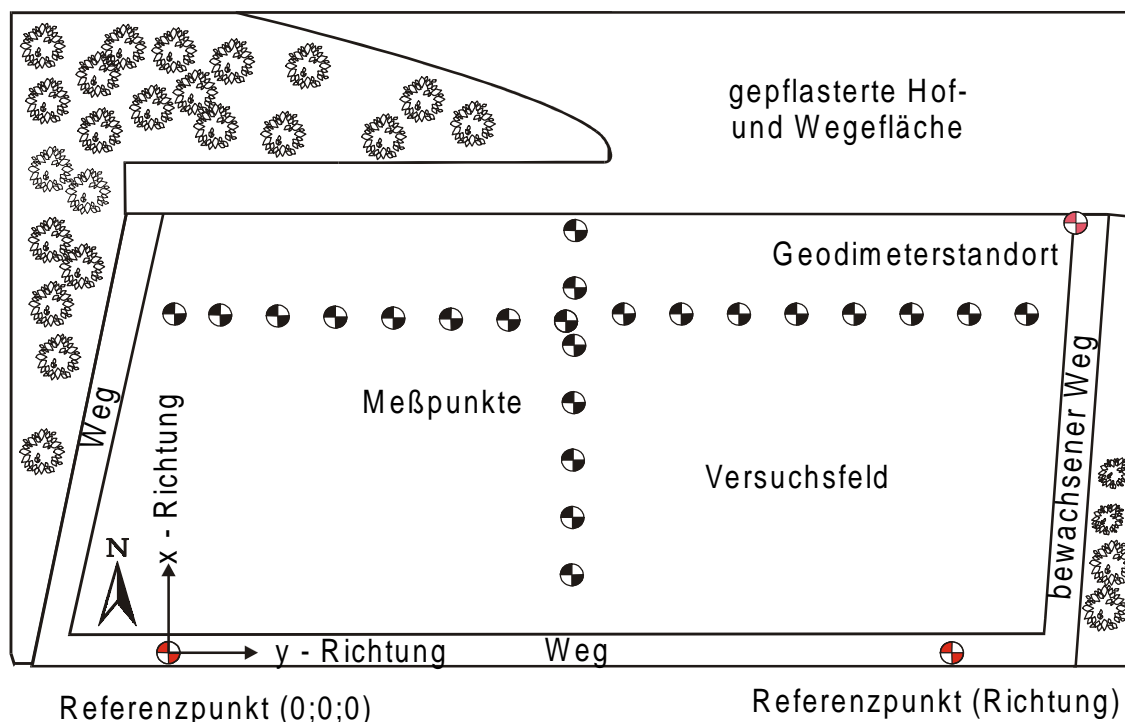 gepflasterte Hof-
und Wegefläche
Geodimeterstandort
Weg
Meßpunkte
x - Richtung
Versuchsfeld
bewachsener Weg
N
y - Richtung
Weg
Referenzpunkt (0;0;0)
Referenzpunkt (Richtung)